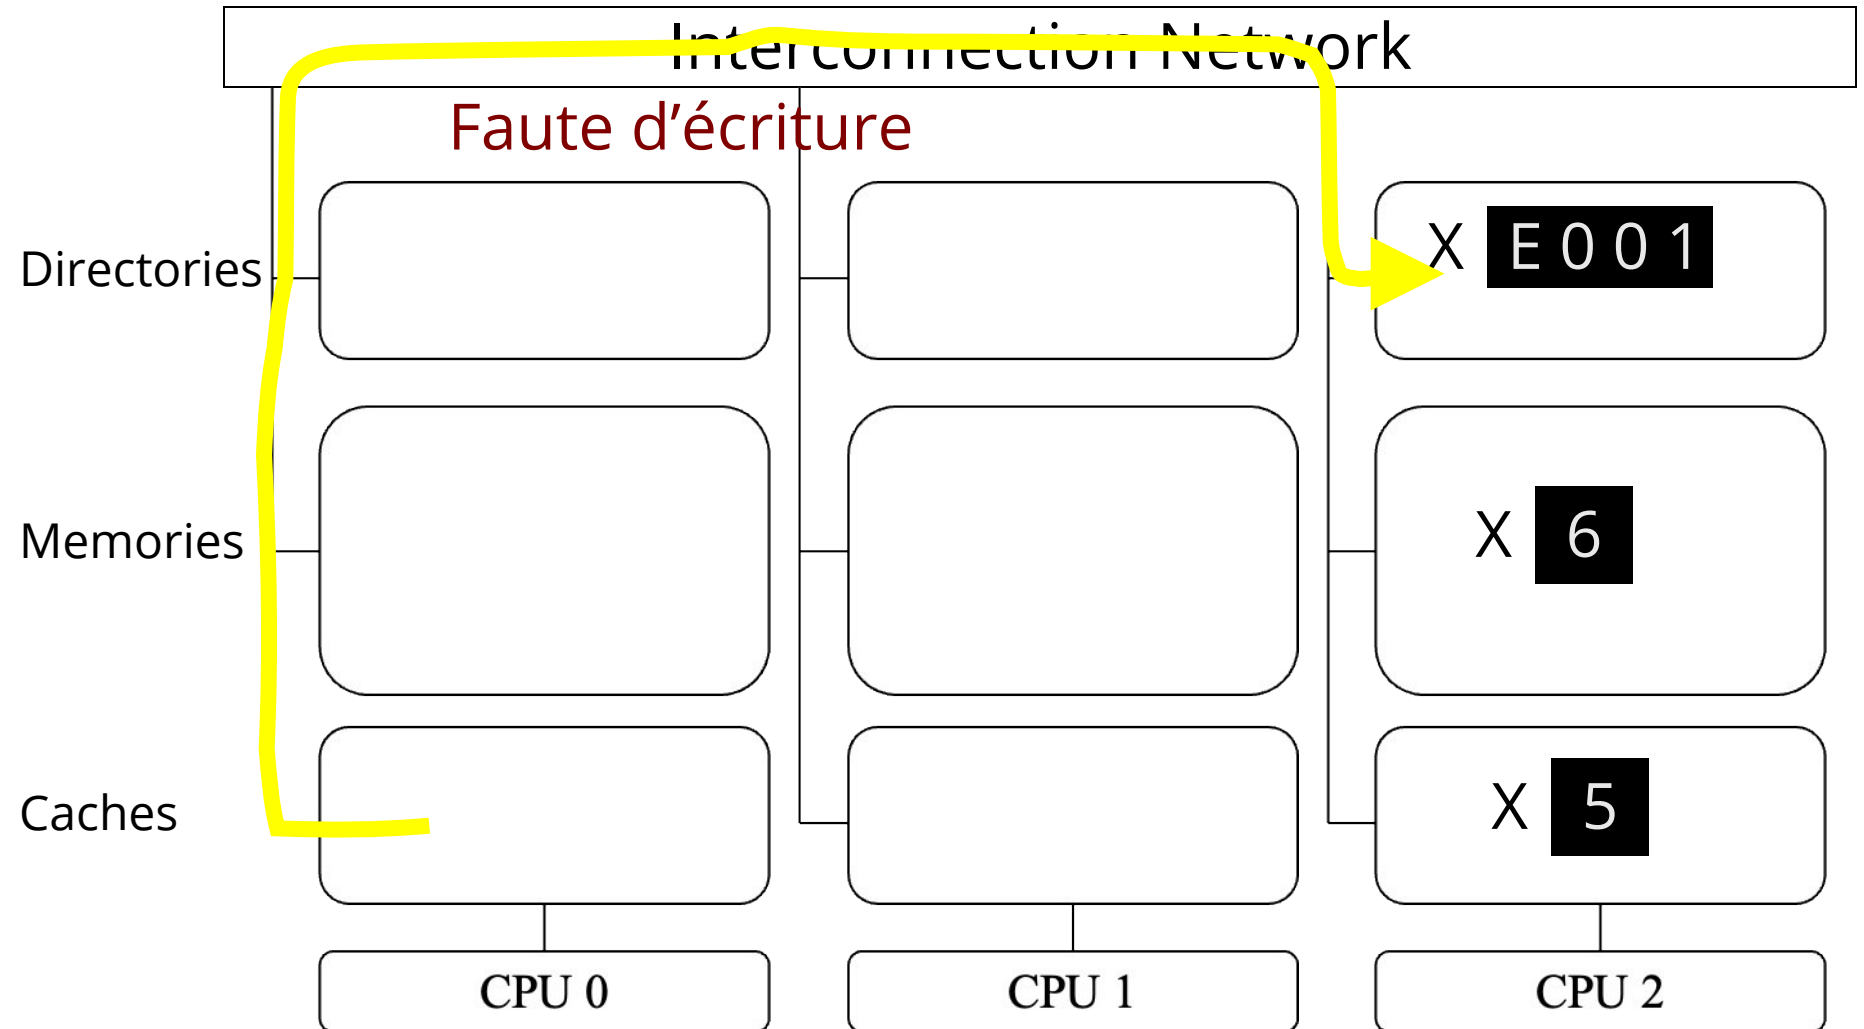 Interconnection Network
Faute d’écriture
Directories
X E 0 0 1
Memories
X 6
Caches
X 5
CPU 0
CPU 1
CPU 2